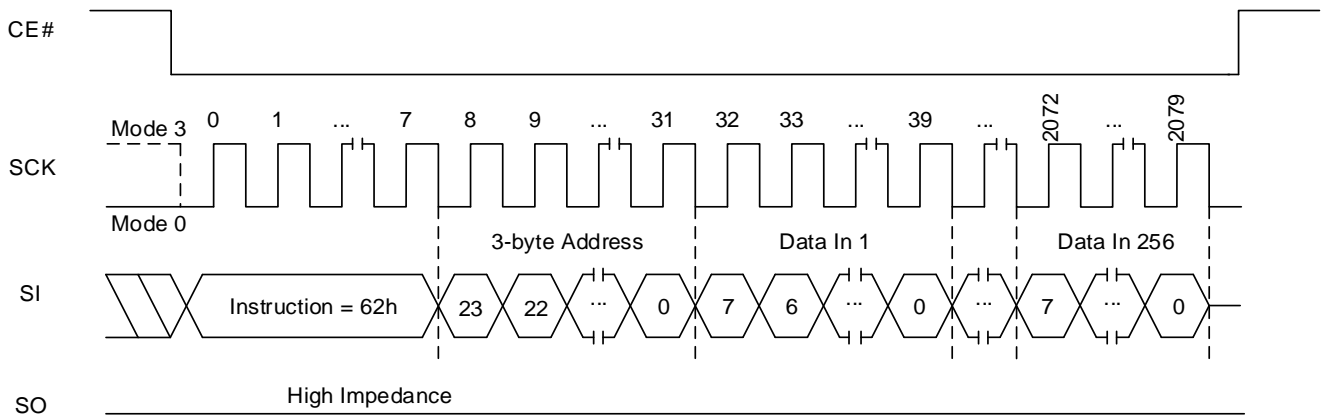 CE#
0 1 ... 7 8 9 ... 31 32 33 ... 39 ... 2072 ... 2079
Mode 3
SCK
Mode 0
3-byte Address Data In 1 Data In 256
SI Instruction = 62h 23 22 ... 0 7 6 ... 0 ... 7 ... 0
High Impedance
SO